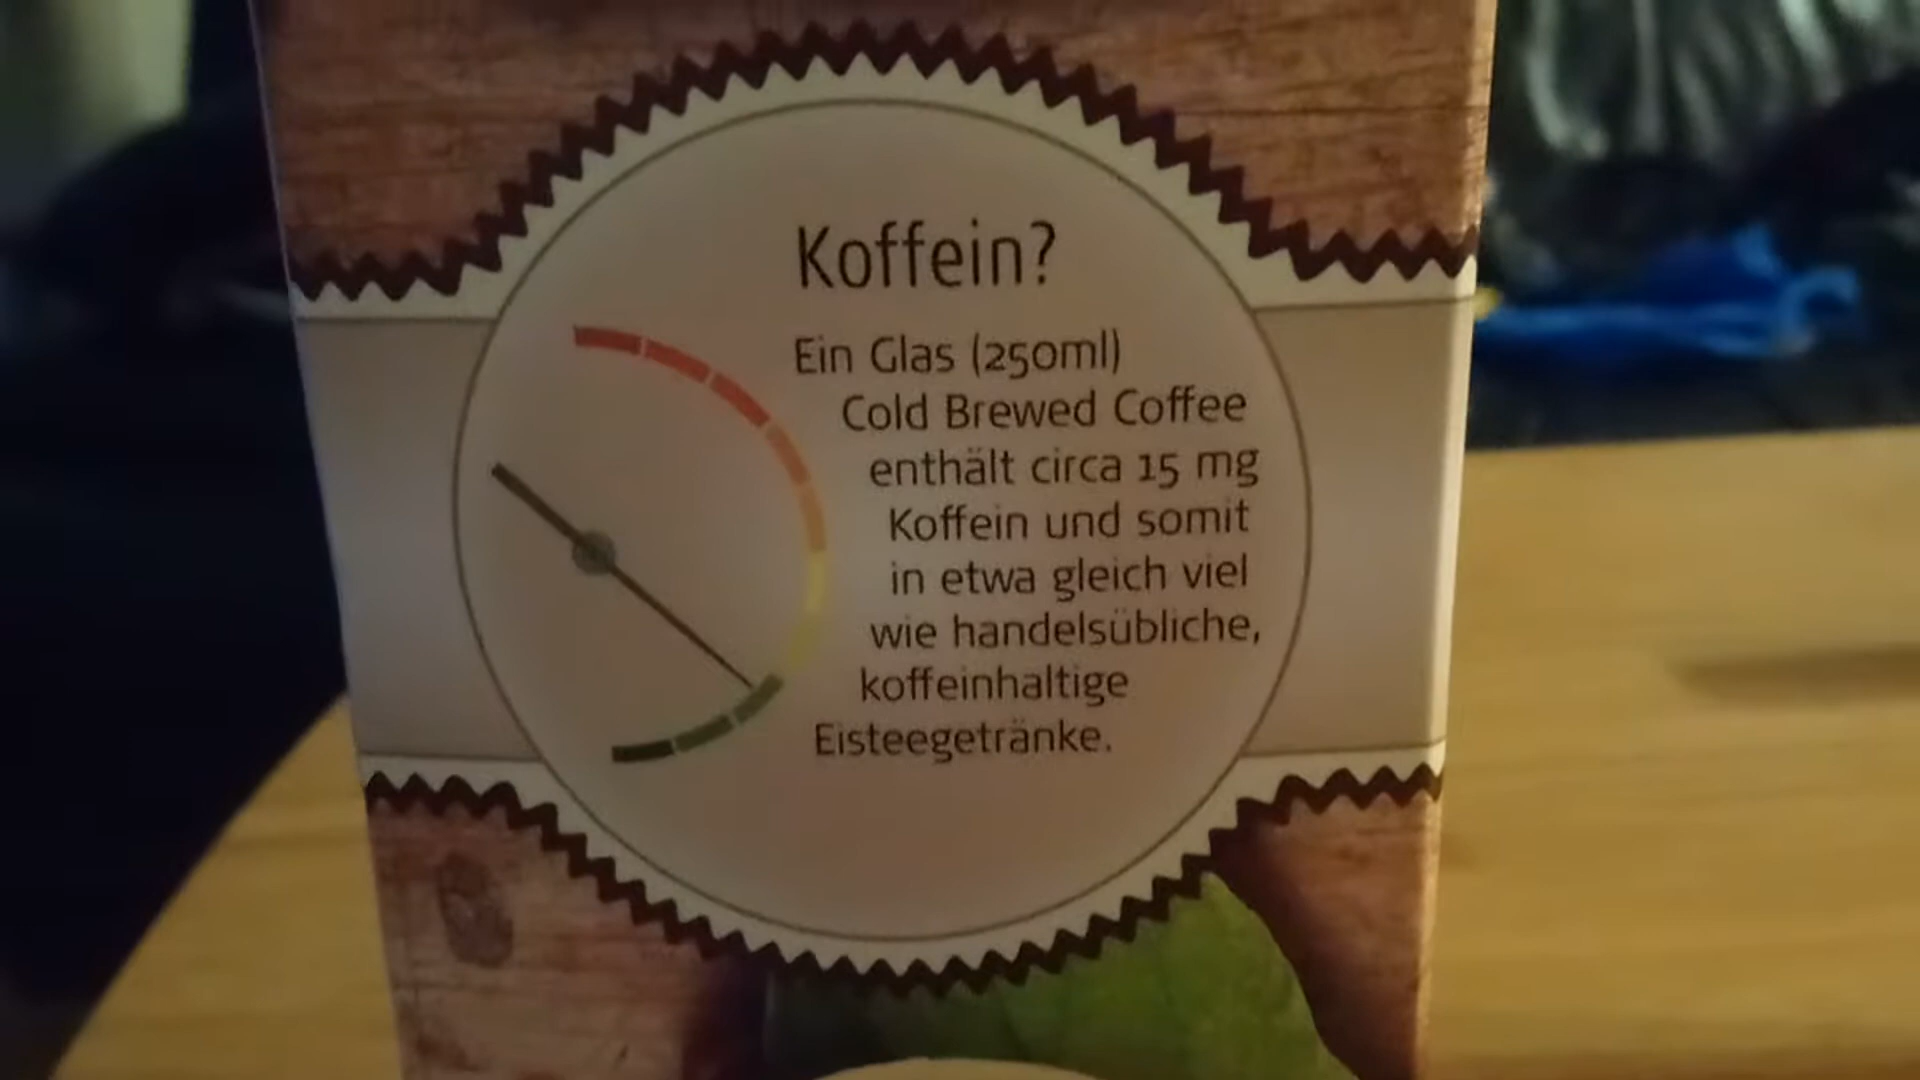 Koffein?
Ein Glas (250ml)
Cold Brewed Coffee
enthält circa 15 mg
Koffein und somit
in etwa gleich viel
wie handelsübliche,
koffeinhaltige
Eisteegetränke.